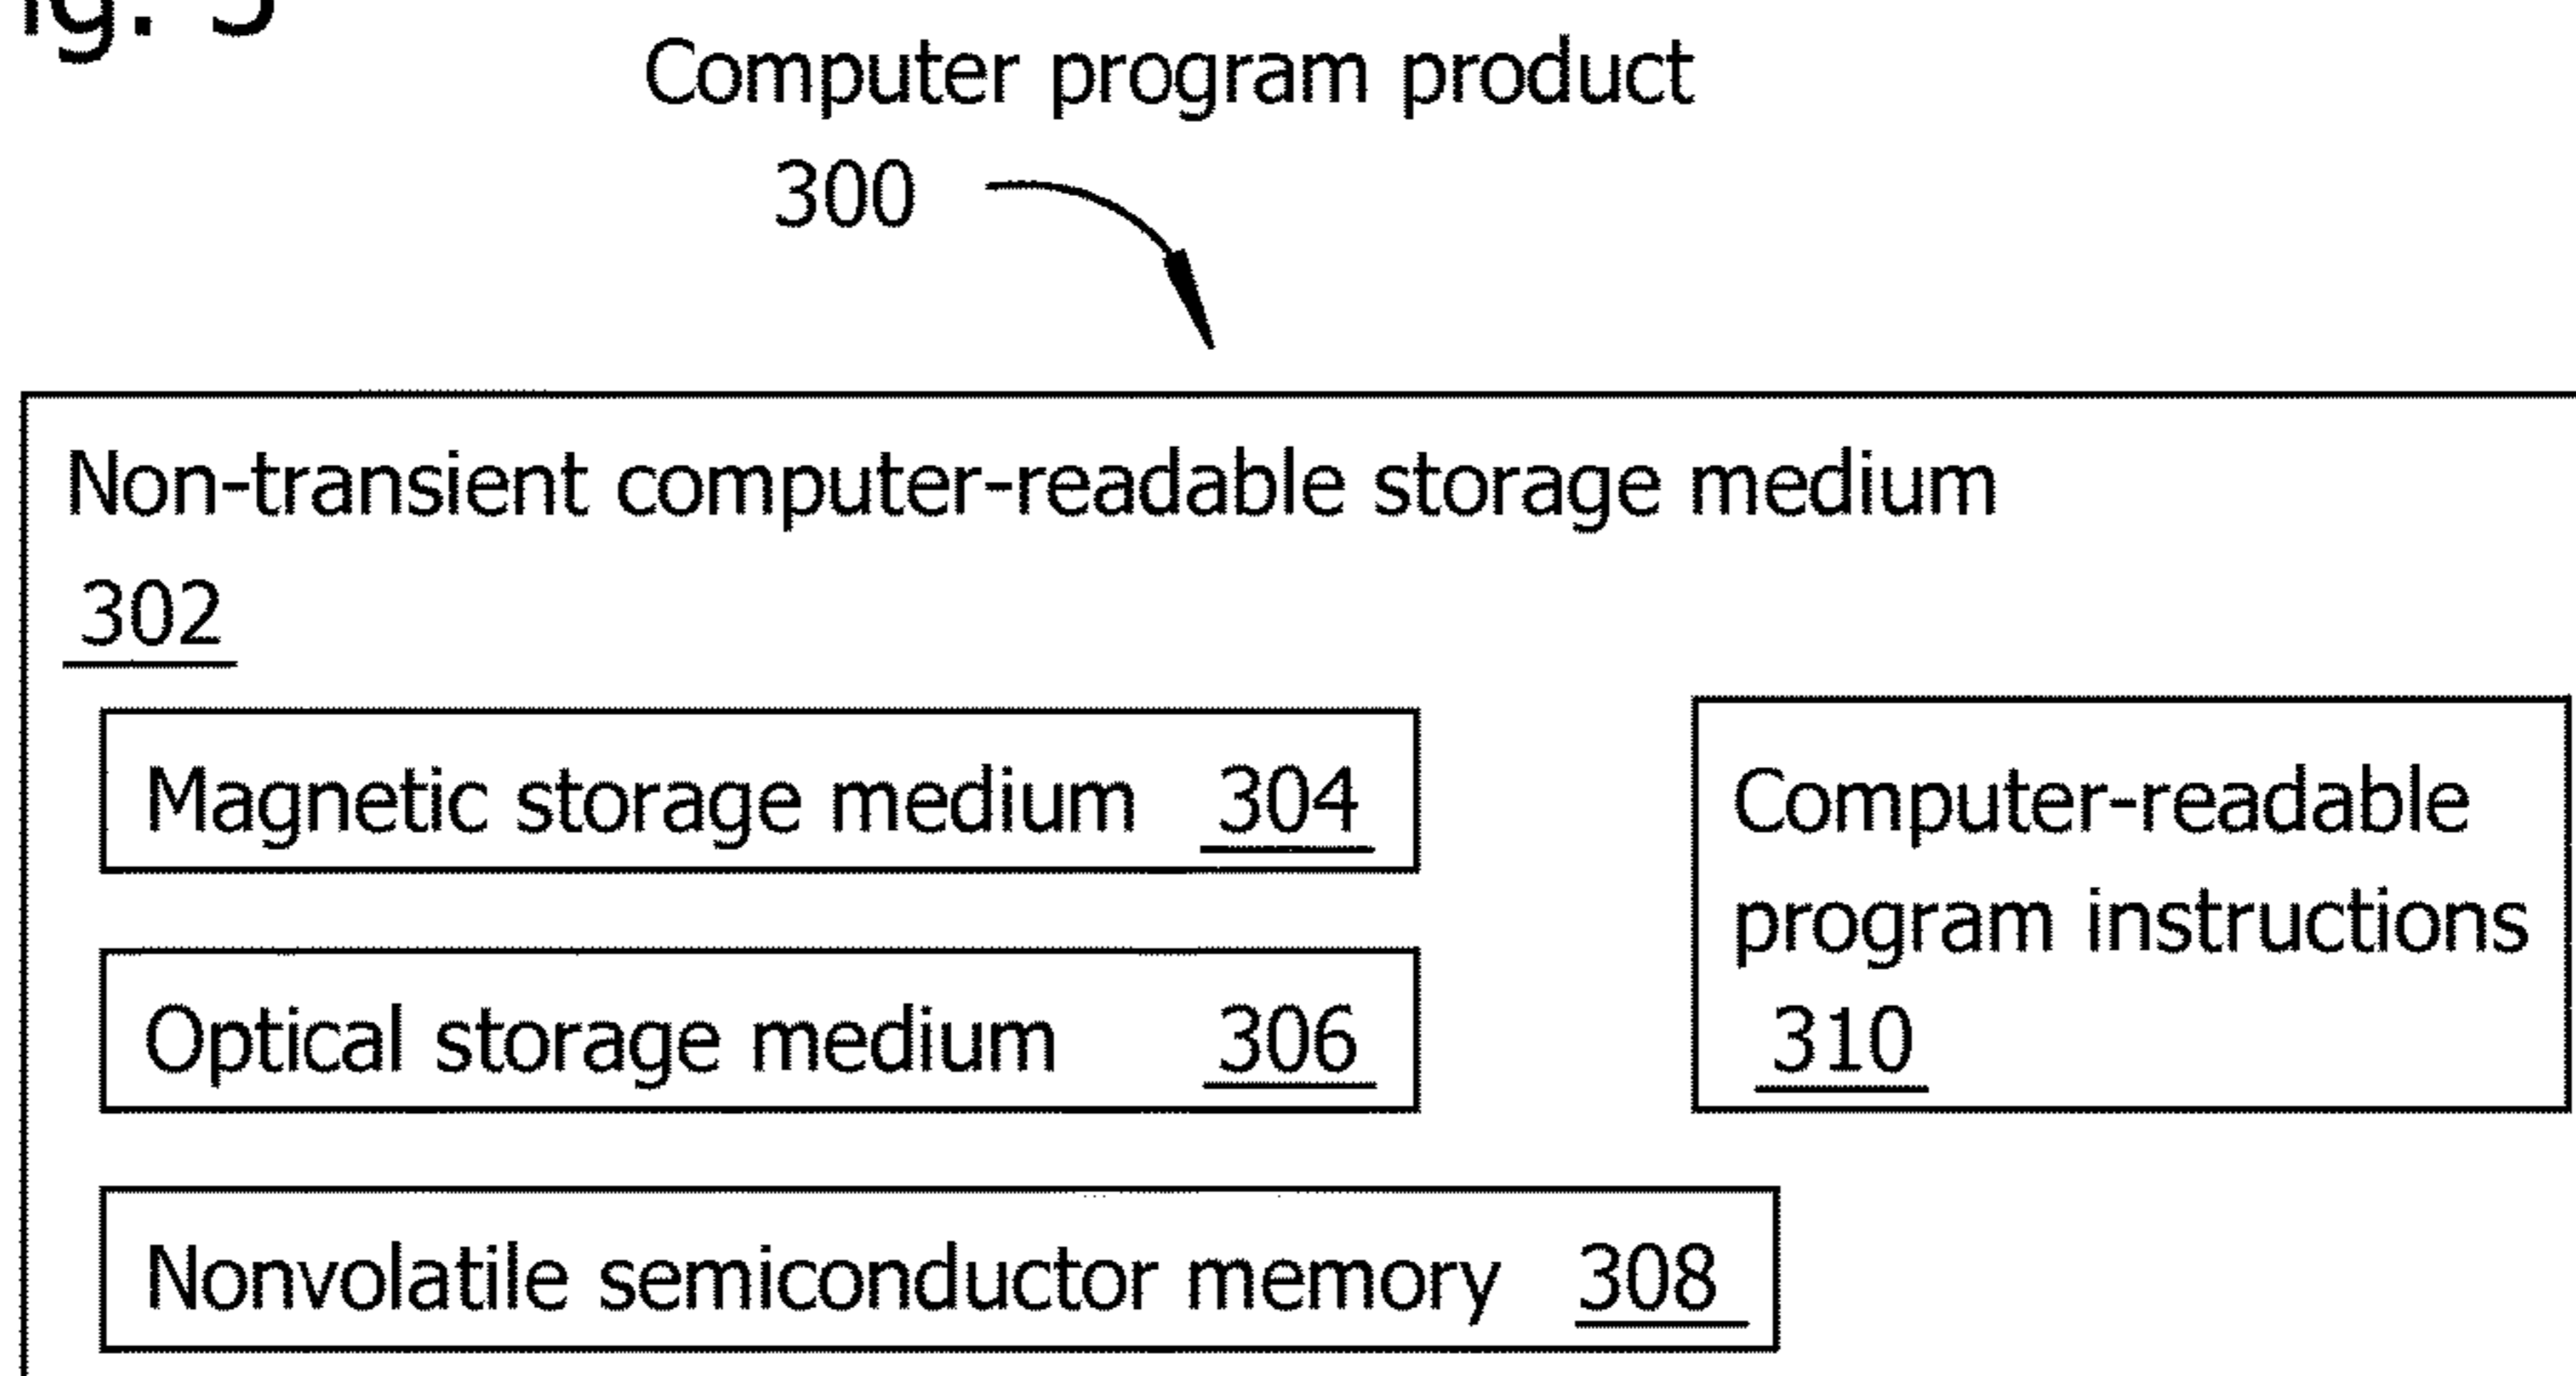 Computer program product
300
Non-transient computer-readable storage medium
302
Magnetic storage medium 304
Computer-readable
program instructions
310
Optical storage medium 306
Nonvolatile semiconductor memory 308